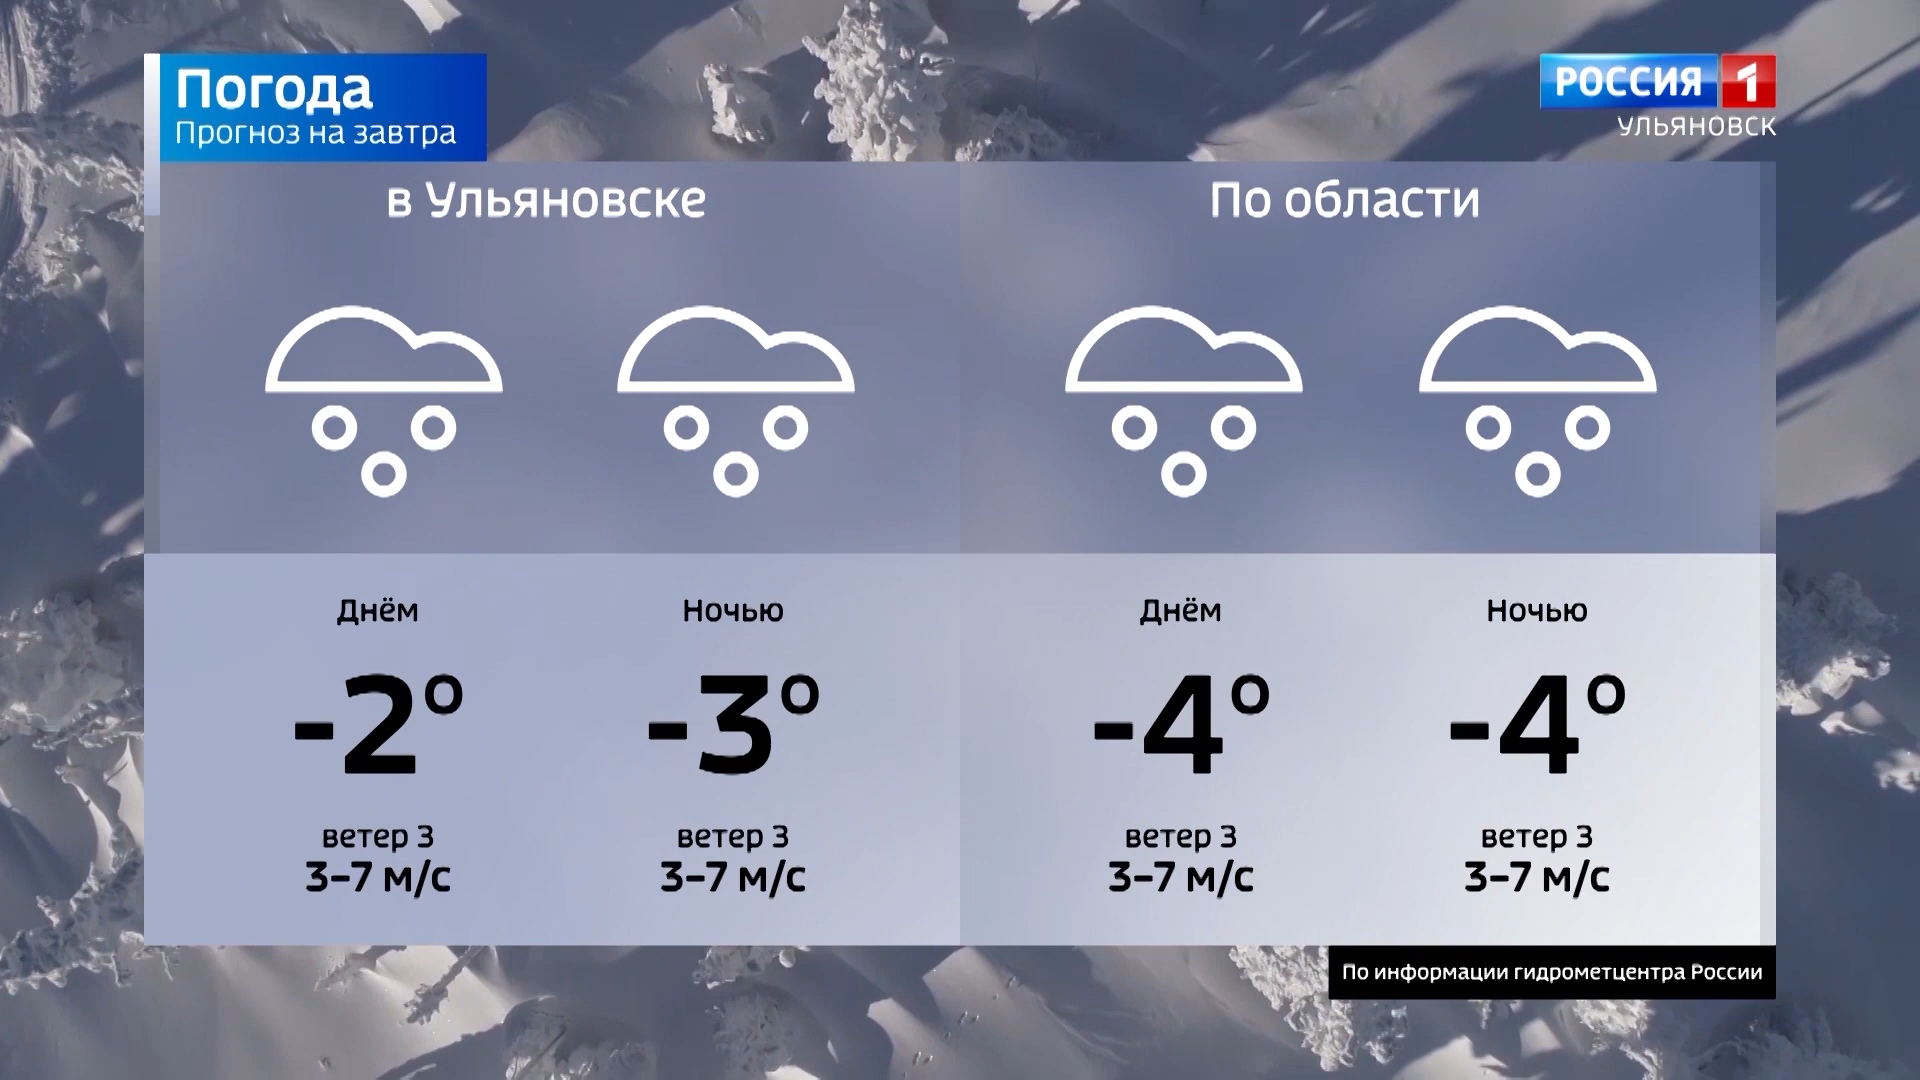 Погода
Прогноз на завтра
РОССИЯ 1
УЛЬЯНОВСК
в Ульяновске
По области
Днём
Ночью
Днём
Ночью
-2°
-3°
-4°
-4°
ветер З
ветер З
ветер З
ветер З
3-7 м/с
3-7 м/с
3-7 м/с
3-7 м/с
По информации гидрометцентра России